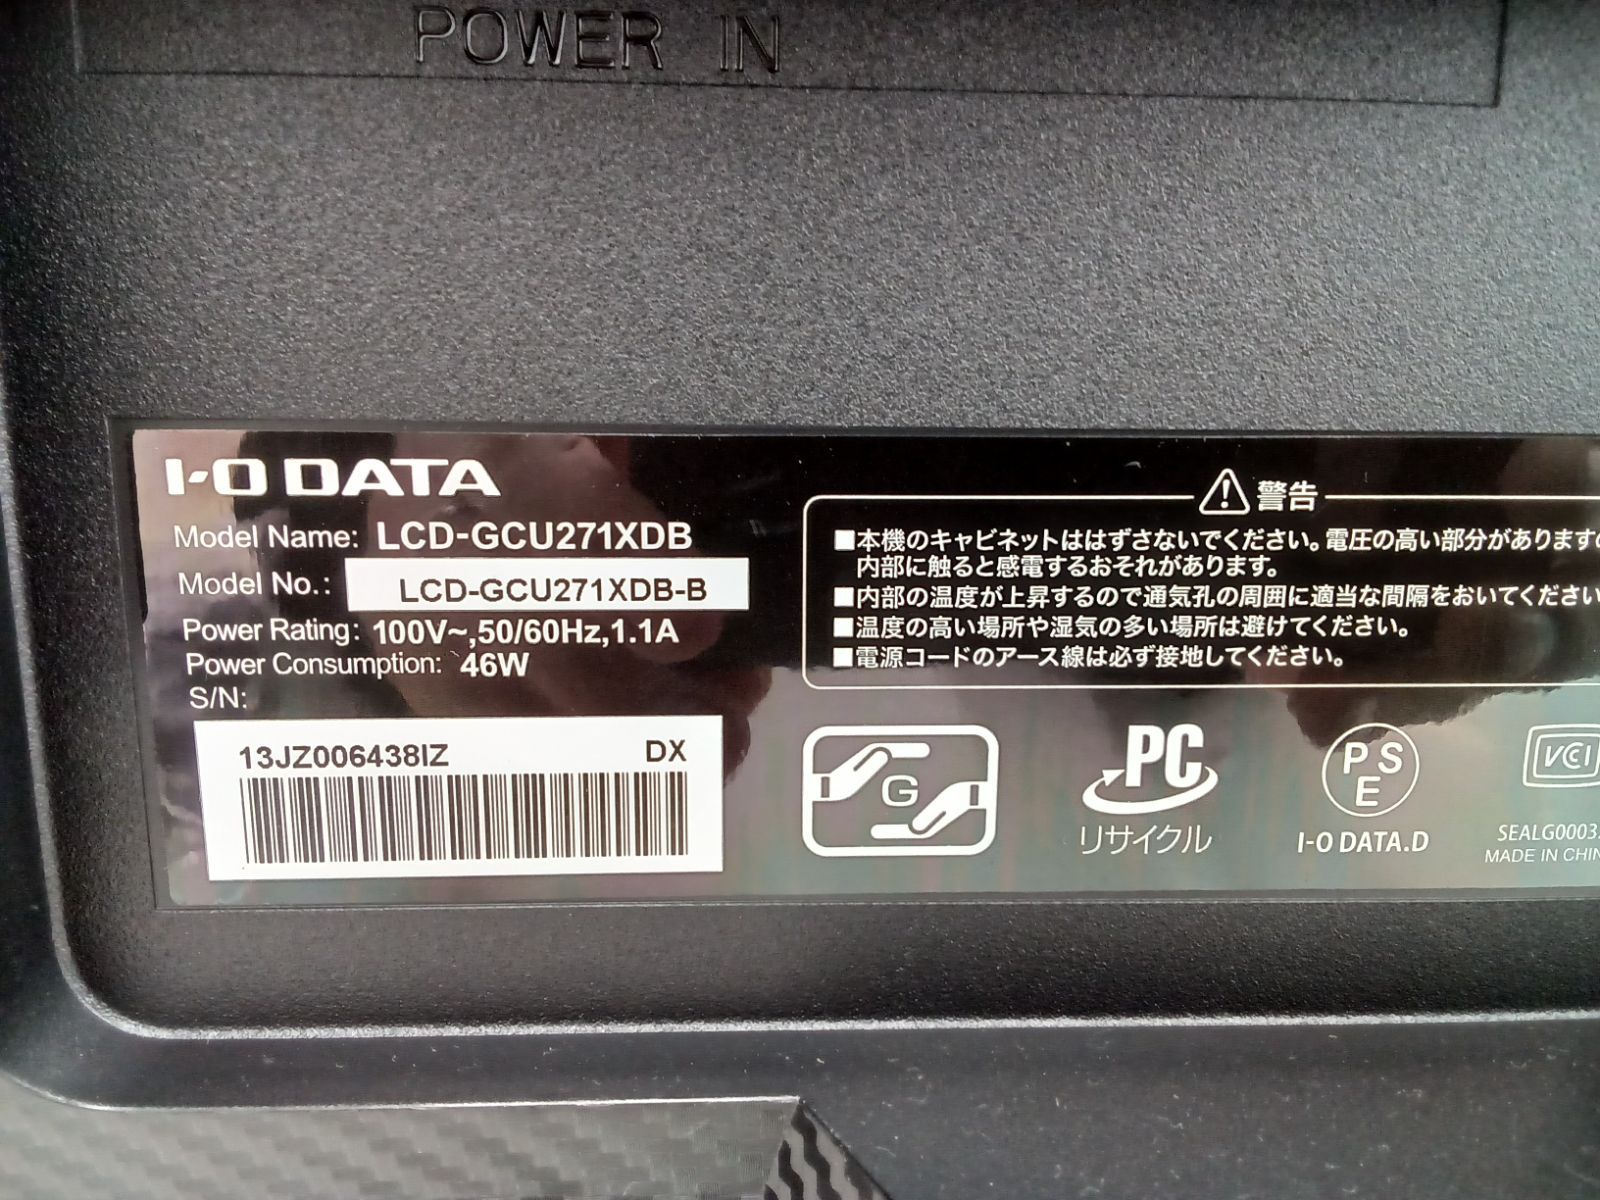 POWER IN
I-O DATA
Model Name: LCD-GCU271XDB
Model No.: LCD-GCU271XDB-B
Power Rating: 100V~,50/60Hz,1.1A
Power Consumption: 46W
S/N:
13JZ006438IZ DX
警告
■本機のキャビネットははずさないでください。電圧の高い部分がありますの
内部に触ると感電するおそれがあります。
■内部の温度が上昇するので通気孔の周囲に適当な間隔をおいてください
■温度の高い場所や湿気の多い場所は避けてください。
■電源コードのアース線は必ず接地してください。
G
PC
リサイクル
PSE
I-O DATA.D
VCI
SEALG0003
MADE IN CHIN